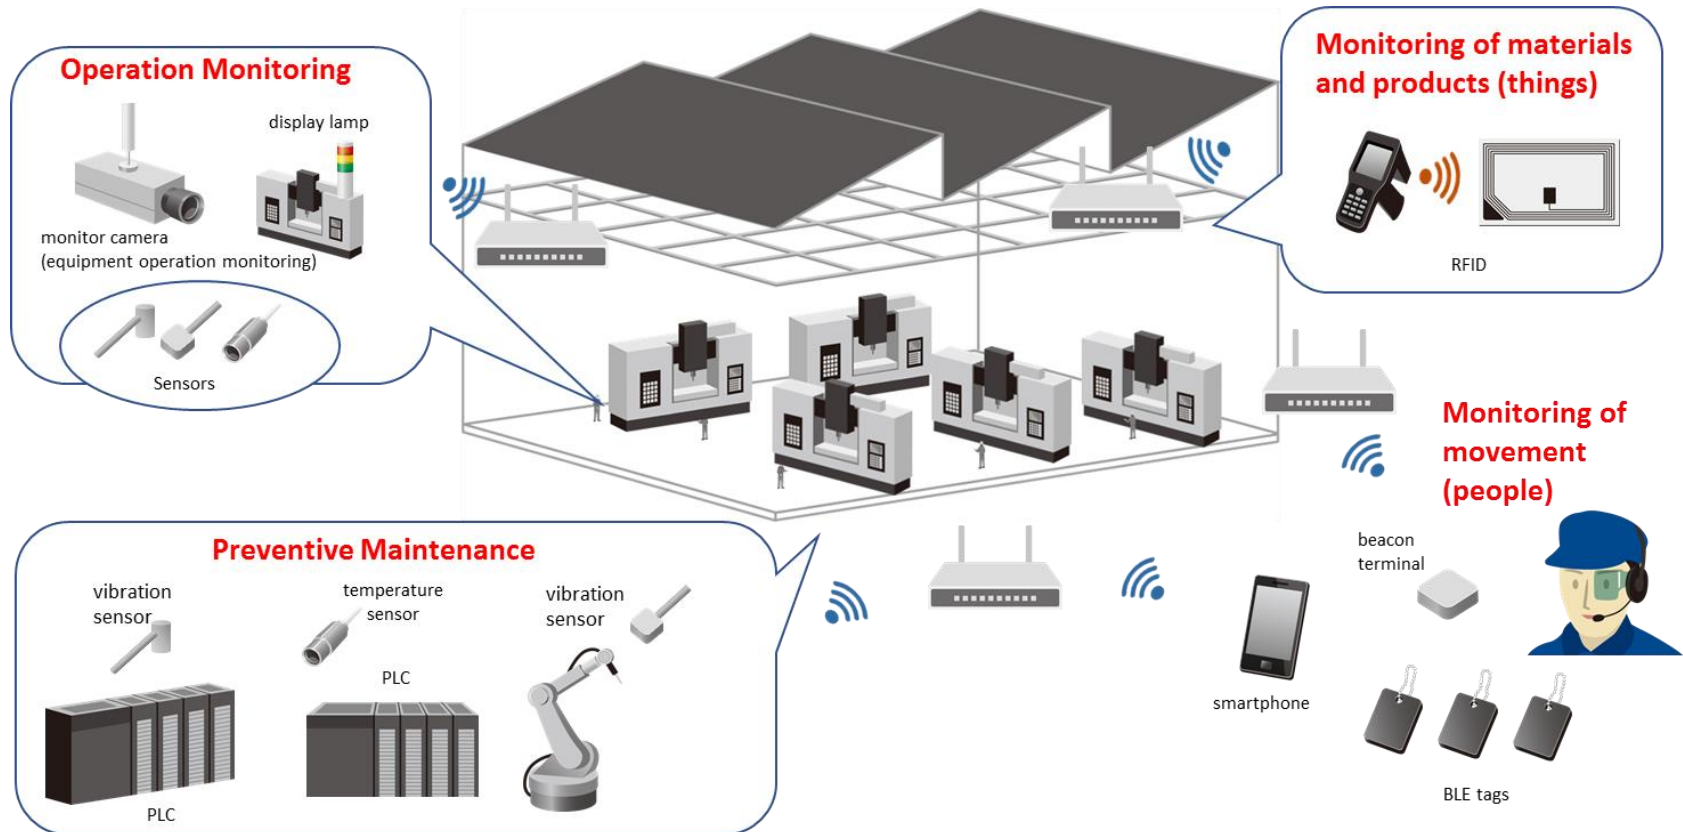 Operation Monitoring
display lamp
monitor camera
(equipment operation monitoring)
Sensors
Monitoring of materials
and products (things)
RFID
Monitoring of
movement
(people)
beacon
terminal
smartphone
BLE tags
Preventive Maintenance
vibration
sensor
temperature
sensor
vibration
sensor
PLC
PLC